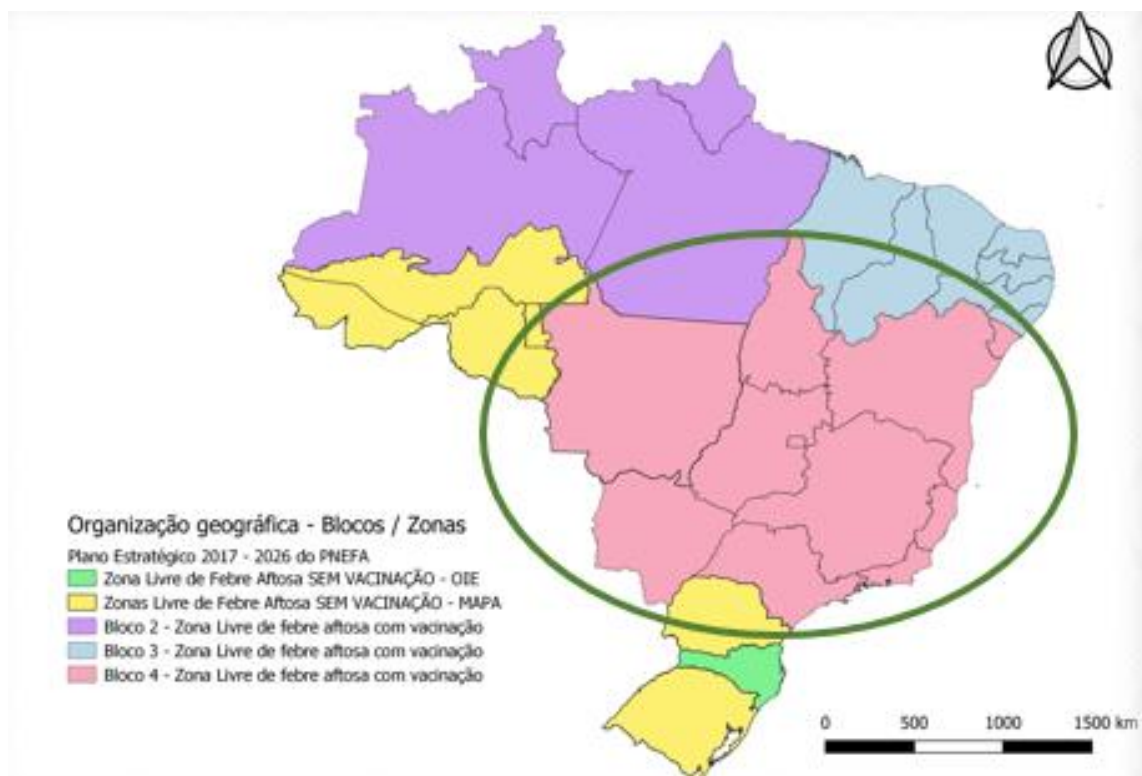 Organização geográfica - Blocos / Zonas
Plano Estratégico 2017 - 2026 do PNEFA
Zona Livre de Febre Aftosa SEM VACINAÇÃO - OIE
Zonas Livre de Febre Aftosa SEM VACINAÇÃO - MAPA
Bloco 2 - Zona Livre de febre aftosa com vacinação
Bloco 3 - Zona Livre de febre aftosa com vacinação
Bloco 4 - Zona Livre de febre aftosa com vacinação
0 500 1000 1500 km